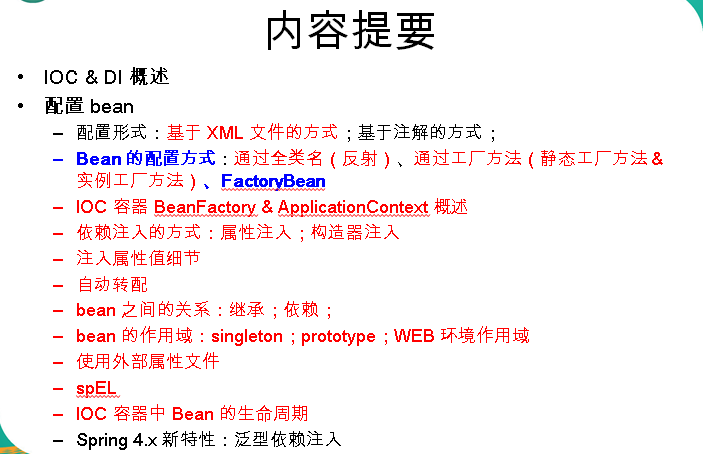 内容提要
• IOC & DI 概述
• 配置 bean
– 配置形式：基于 XML 文件的方式；基于注解的方式；
– Bean 的配置方式：通过全类名（反射）、通过工厂方法（静态工厂方法 &
实例工厂方法）、FactoryBean
– IOC 容器 BeanFactory & ApplicationContext 概述
– 依赖注入的方式：属性注入；构造器注入
– 注入属性值细节
– 自动转配
– bean 之间的关系：继承；依赖；
– bean 的作用域：singleton；prototype；WEB 环境作用域
– 使用外部属性文件
– spEL
– IOC 容器中 Bean 的生命周期
– Spring 4.x 新特性：泛型依赖注入